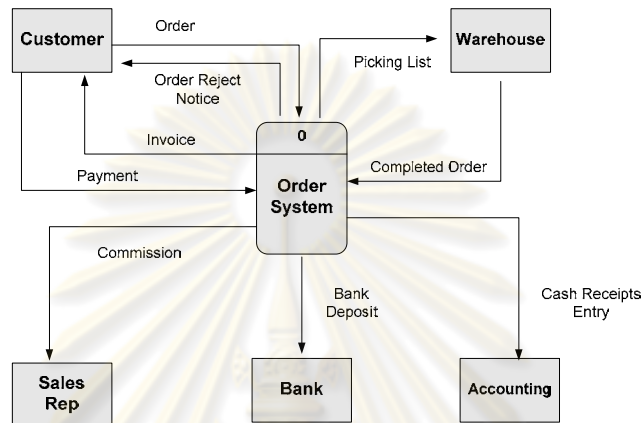 Customer
Order
Warehouse
Order Reject
Notice
Picking List
0
Invoice
Payment
Completed Order
Order
System
Commission
Bank
Deposit
Cash Receipts
Entry
Sales
Rep
Bank
Accounting